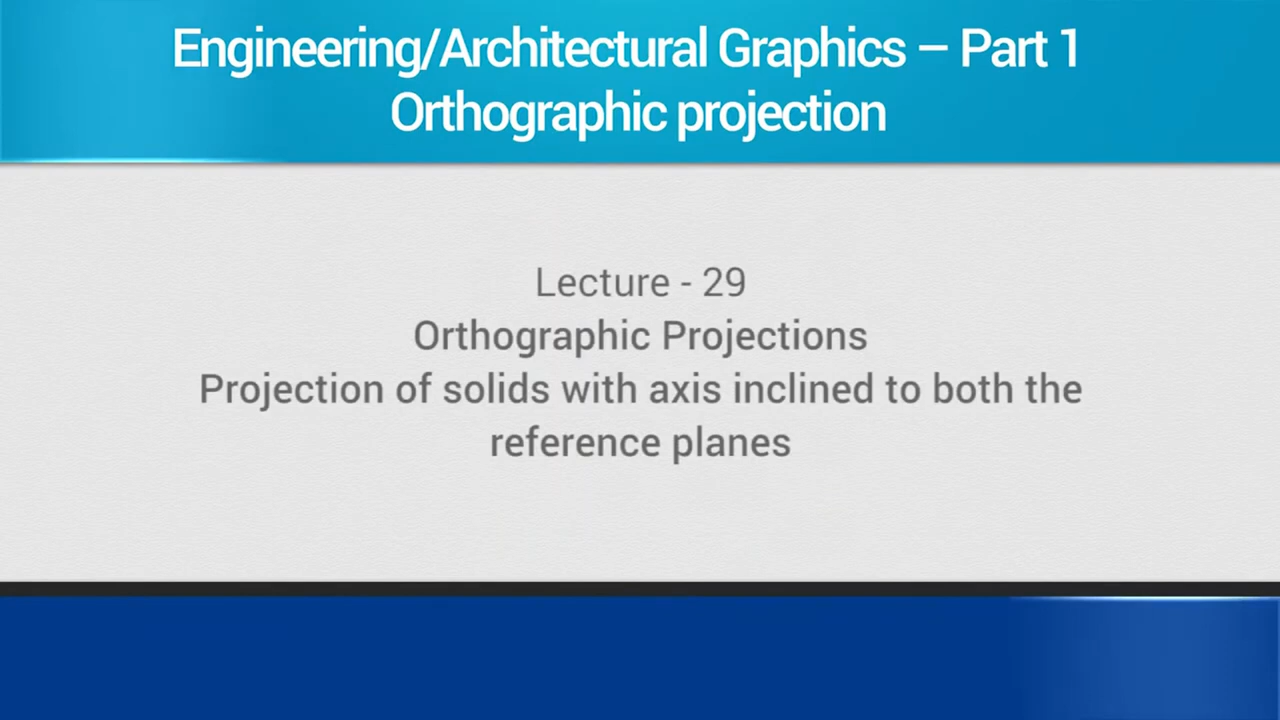 Engineering/Architectural Graphics – Part 1
Orthographic projection
Lecture - 29
Orthographic Projections
Projection of solids with axis inclined to both the
reference planes